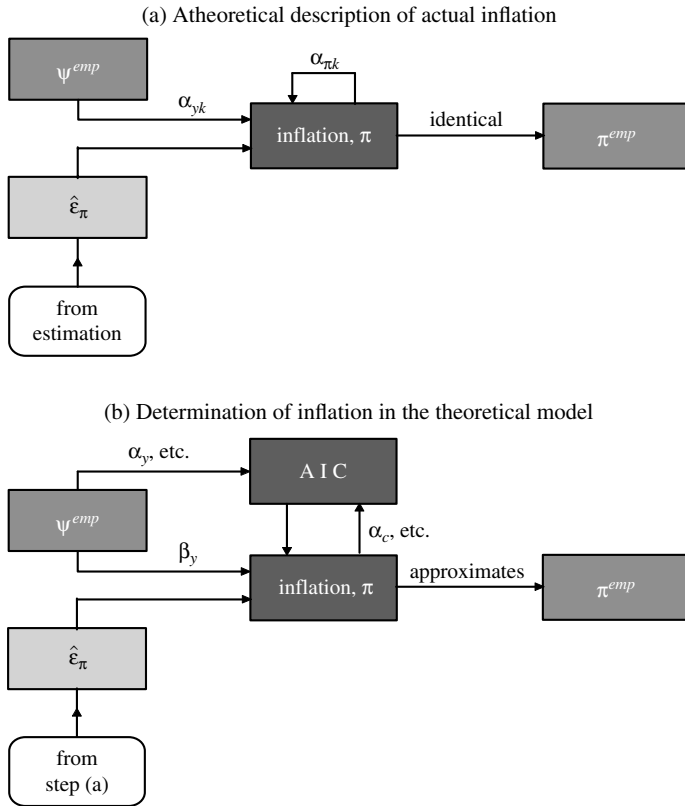 (a) Atheoretical description of actual inflation
ψ^emp
α_πk
α_yk
inflation, π
identical
π^emp
ε̂_π
from
estimation
(b) Determination of inflation in the theoretical model
α_y, etc.
A I C
ψ^emp
α_c, etc.
β_y
inflation, π
approximates
π^emp
ε̂_π
from
step (a)